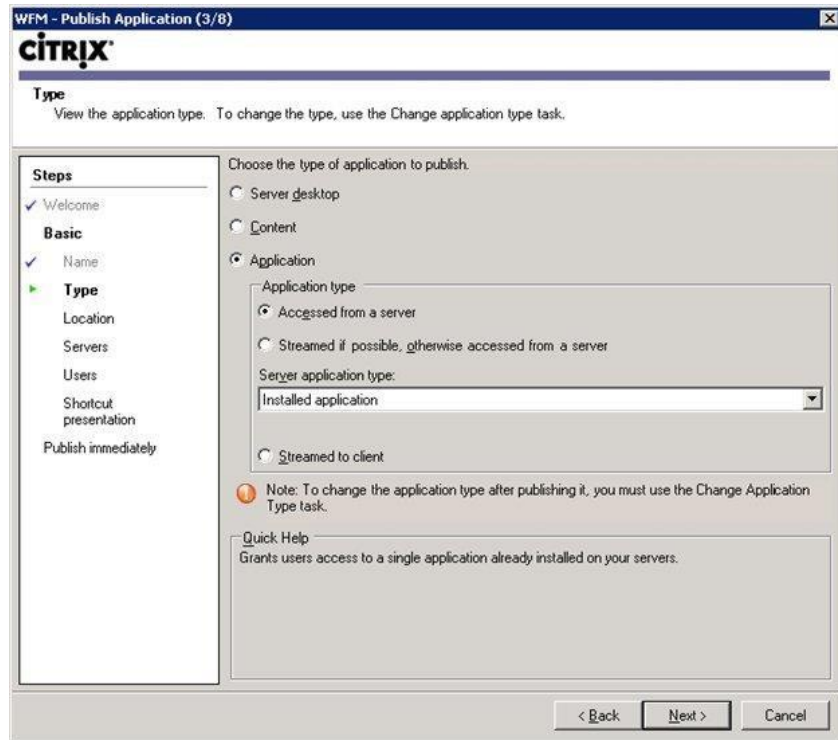 WFM - Publish Application (3/8)
CİTRIX®
Type
View the application type. To change the type, use the Change application type task.
Steps
Welcome
Basic
Name
Type
Location
Servers
Users
Shortcut
presentation
Publish immediately
Choose the type of application to publish.
Server desktop
Content
Application
Application type
Accessed from a server
Streamed if possible, otherwise accessed from a server
Server application type:
Installed application
Streamed to client
Note: To change the application type after publishing it, you must use the Change Application
Type task.
Quick Help
Grants users access to a single application already installed on your servers.
< Back
Next >
Cancel